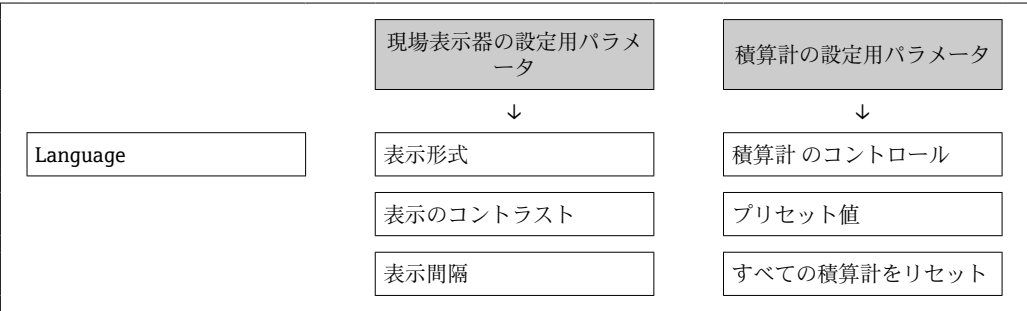 現場表示器の設定用パラメ
ータ
積算計の設定用パラメータ
↓
↓
Language
表示形式
積算計 のコントロール
表示のコントラスト
プリセット値
表示間隔
すべての積算計をリセット